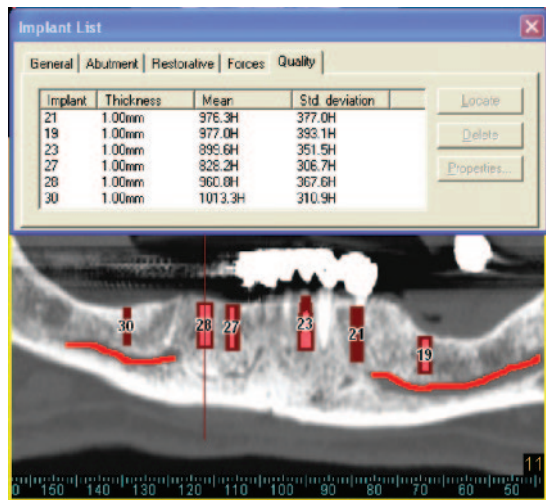 Implant List
General Abutment Restorative Forces Quality
Implant Thickness Mean Std. deviation
21 1.00mm 976.3H 377.0H
19 1.00mm 977.0H 393.1H
23 1.00mm 899.6H 351.5H
27 1.00mm 828.2H 306.7H
28 1.00mm 960.8H 367.6H
30 1.00mm 1013.3H 310.9H
Locate
Delete
Properties...
30 28 27 23 21 19
11
0 150 140 130 120 110 100 90 80 70 60 50